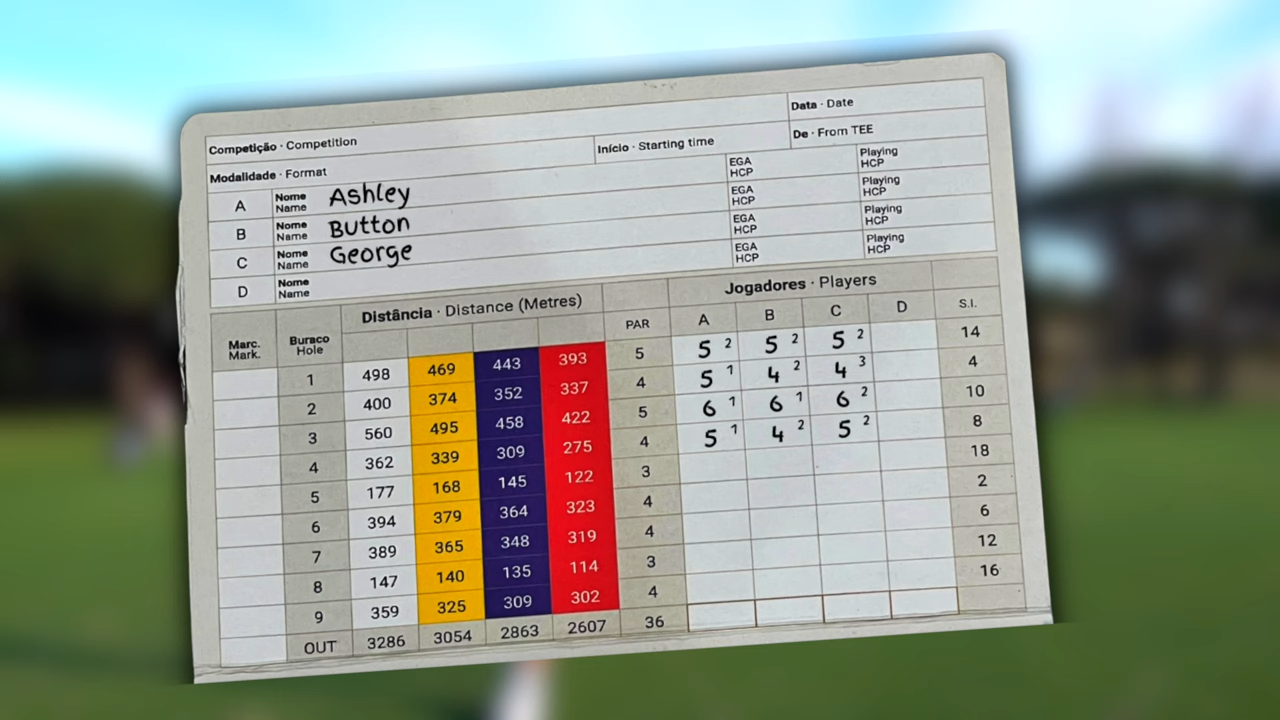 Competição · Competition
Data · Date
Modalidade · Format
Início · Starting time
De · From TEE
A Nome Name Ashley EGA HCP Playing HCP
B Nome Name Button EGA HCP Playing HCP
C Nome Name George EGA HCP Playing HCP
D Nome Name EGA HCP Playing HCP
Marc. Mark. Buraco Hole Distância · Distance (Metres) PAR Jogadores · Players S.I.
A B C D
1 498 469 443 393 5 5 2 5 2 5 2 14
2 400 374 352 337 4 5 1 4 2 4 3 4
3 560 495 458 422 5 6 1 6 1 6 2 10
4 362 339 309 275 4 5 1 4 2 5 2 8
5 177 168 145 122 3 18
6 394 379 364 323 4 2
7 389 365 348 319 4 6
8 147 140 135 114 3 12
9 359 325 309 302 4 16
OUT 3286 3054 2863 2607 36